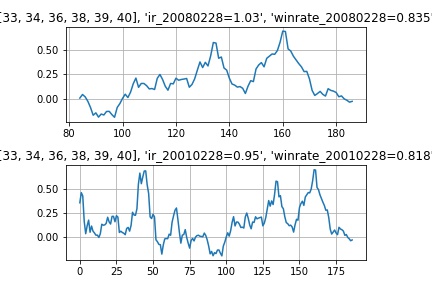 [33, 34, 36, 38, 39, 40], 'ir_20080228=1.03', 'winrate_20080228=0.835'
0.50
0.25
0.00
80 100 120 140 160 180
[33, 34, 36, 38, 39, 40], 'ir_20010228=0.95', 'winrate_20010228=0.818'
0.50
0.25
0.00
0 25 50 75 100 125 150 175